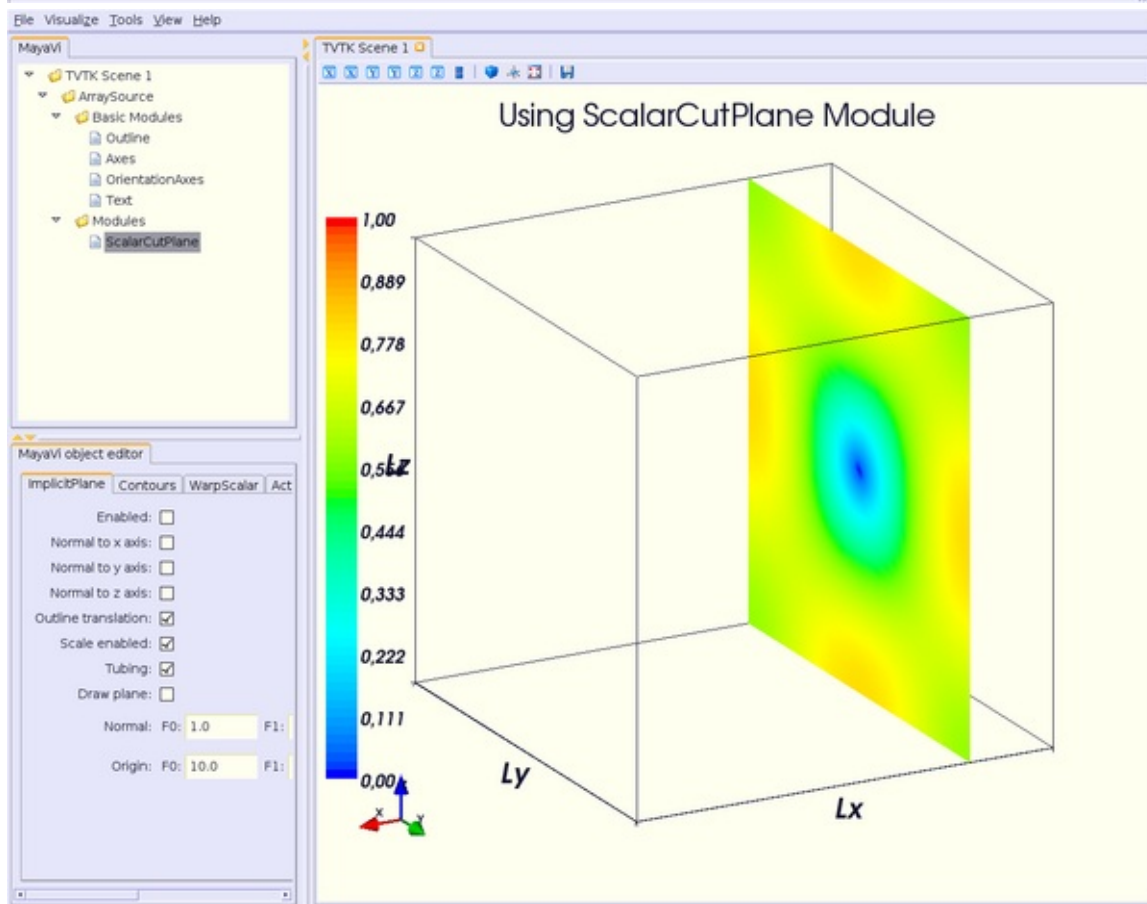 File Visualize Tools View Help
MayaVi
TVTK Scene 1
ArraySource
Basic Modules
Outline
Axes
OrientationAxes
Text
Modules
ScalarCutPlane
MayaVi object editor
ImplicitPlane Contours WarpScalar Act
Enabled:
Normal to x axis:
Normal to y axis:
Normal to z axis:
Outline translation:
Scale enabled:
Tubing:
Draw plane:
Normal: F0: 1.0 F1:
Origin: F0: 10.0 F1:
TVTK Scene 1
X X Y Y Z Z
Using ScalarCutPlane Module
1,00
0,889
0,778
0,667
Lz
0,444
0,333
0,222
0,111
0,00
X Y
Ly
Lx